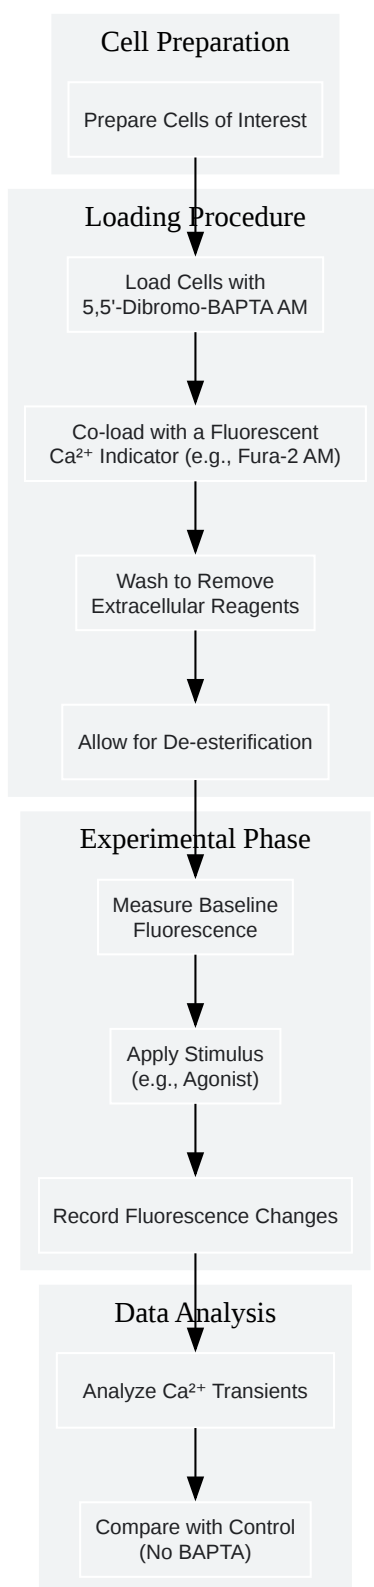 Cell Preparation
Prepare Cells of Interest
Loading Procedure
Load Cells with
5,5'-Dibromo-BAPTA AM
Co-load with a Fluorescent
Ca²⁺ Indicator (e.g., Fura-2 AM)
Wash to Remove
Extracellular Reagents
Allow for De-esterification
Experimental Phase
Measure Baseline
Fluorescence
Apply Stimulus
(e.g., Agonist)
Record Fluorescence Changes
Data Analysis
Analyze Ca²⁺ Transients
Compare with Control
(No BAPTA)